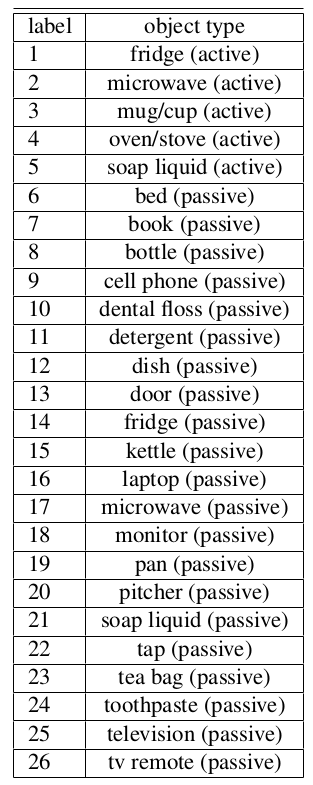 label object type
1 fridge (active)
2 microwave (active)
3 mug/cup (active)
4 oven/stove (active)
5 soap liquid (active)
6 bed (passive)
7 book (passive)
8 bottle (passive)
9 cell phone (passive)
10 dental floss (passive)
11 detergent (passive)
12 dish (passive)
13 door (passive)
14 fridge (passive)
15 kettle (passive)
16 laptop (passive)
17 microwave (passive)
18 monitor (passive)
19 pan (passive)
20 pitcher (passive)
21 soap liquid (passive)
22 tap (passive)
23 tea bag (passive)
24 toothpaste (passive)
25 television (passive)
26 tv remote (passive)